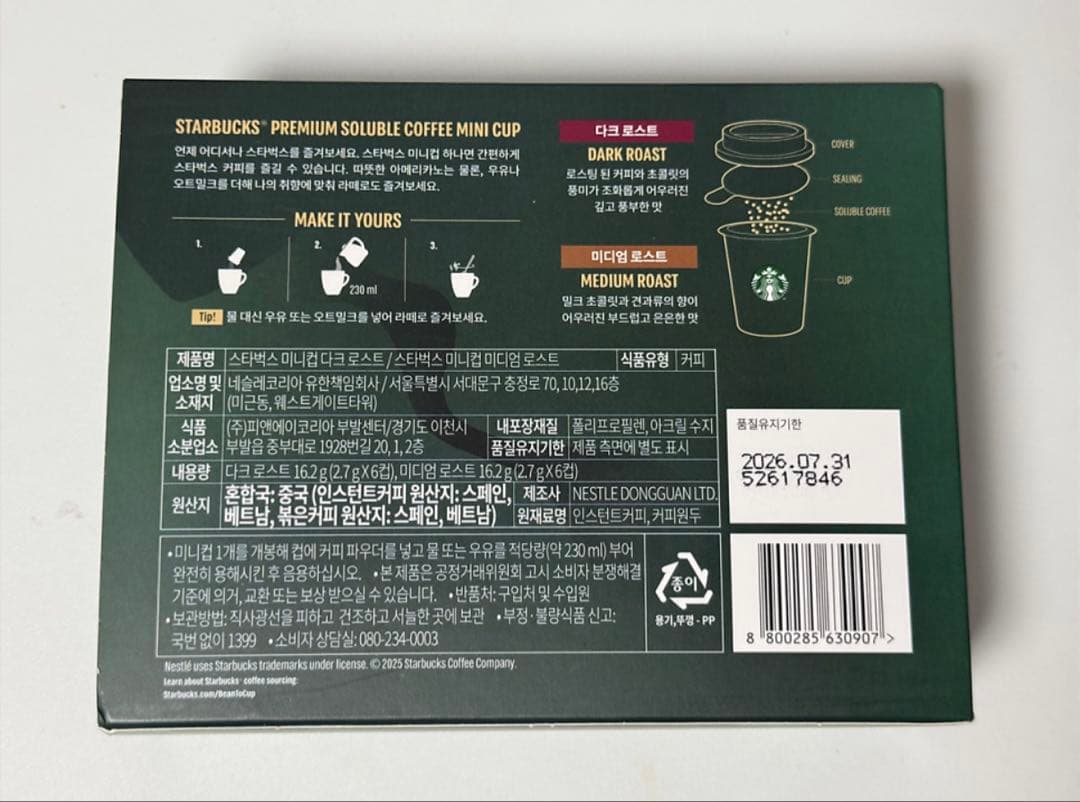 STARBUCKS® PREMIUM SOLUBLE COFFEE MINI CUP
언제 어디서나 스타벅스를 즐겨보세요. 스타벅스 미니컵 하나면 간편하게
스타벅스 커피를 즐길 수 있습니다. 따뜻한 아메리카노는 물론, 우유나
오트밀크를 더해 나의 취향에 맞춰 라떼로도 즐겨보세요.
MAKE IT YOURS
1.
2.
230 ml
3.
Tip! 물 대신 우유 또는 오트밀크를 넣어 라떼로 즐겨보세요.
다크 로스트
DARK ROAST
로스팅 된 커피와 초콜릿의
풍미가 조화롭게 어우러진
깊고 풍부한 맛
미디엄 로스트
MEDIUM ROAST
밀크 초콜릿과 견과류의 향이
어우러진 부드럽고 은은한 맛
COVER
SEALING
SOLUBLE COFFEE
CUP
제품명 스타벅스 미니컵 다크 로스트 / 스타벅스 미니컵 미디엄 로스트 식품유형 커피
업소명 및 네슬레코리아 유한책임회사 / 서울특별시 서대문구 충정로 70, 10,12,16층
소재지 (미근동, 웨스트게이트타워)
식품 (주)피앤에이코리아 부발센터/경기도 이천시 내포장재질 폴리프로필렌, 아크릴 수지
소분업소 부발읍 중부대로 1928번길 20, 1, 2층 품질유지기한 제품 측면에 별도 표시
내용량 다크 로스트 16.2 g (2.7 g X 6컵), 미디엄 로스트 16.2 g (2.7 g X 6컵)
원산지 혼합국: 중국 (인스턴트커피 원산지: 스페인, 제조사 NESTLE DONGGUAN LTD.
베트남, 볶은커피 원산지: 스페인, 베트남) 원재료명 인스턴트커피, 커피원두
• 미니컵 1개를 개봉해 컵에 커피 파우더를 넣고 물 또는 우유를 적당량(약 230 ml) 부어
완전히 용해시킨 후 음용하십시오. • 본 제품은 공정거래위원회 고시 소비자 분쟁해결
기준에 의거, 교환 또는 보상 받으실 수 있습니다. • 반품처: 구입처 및 수입원
• 보관방법: 직사광선을 피하고 건조하고 서늘한 곳에 보관 • 부정·불량식품 신고:
국번 없이 1399 • 소비자 상담실: 080-234-0003
종이
용기,뚜껑 - PP
품질유지기한
2026.07.31
52617846
8 800285 630907 >
Nestlé uses Starbucks trademarks under license. © 2025 Starbucks Coffee Company.
Learn about Starbucks® coffee sourcing:
Starbucks.com/BeanToCup